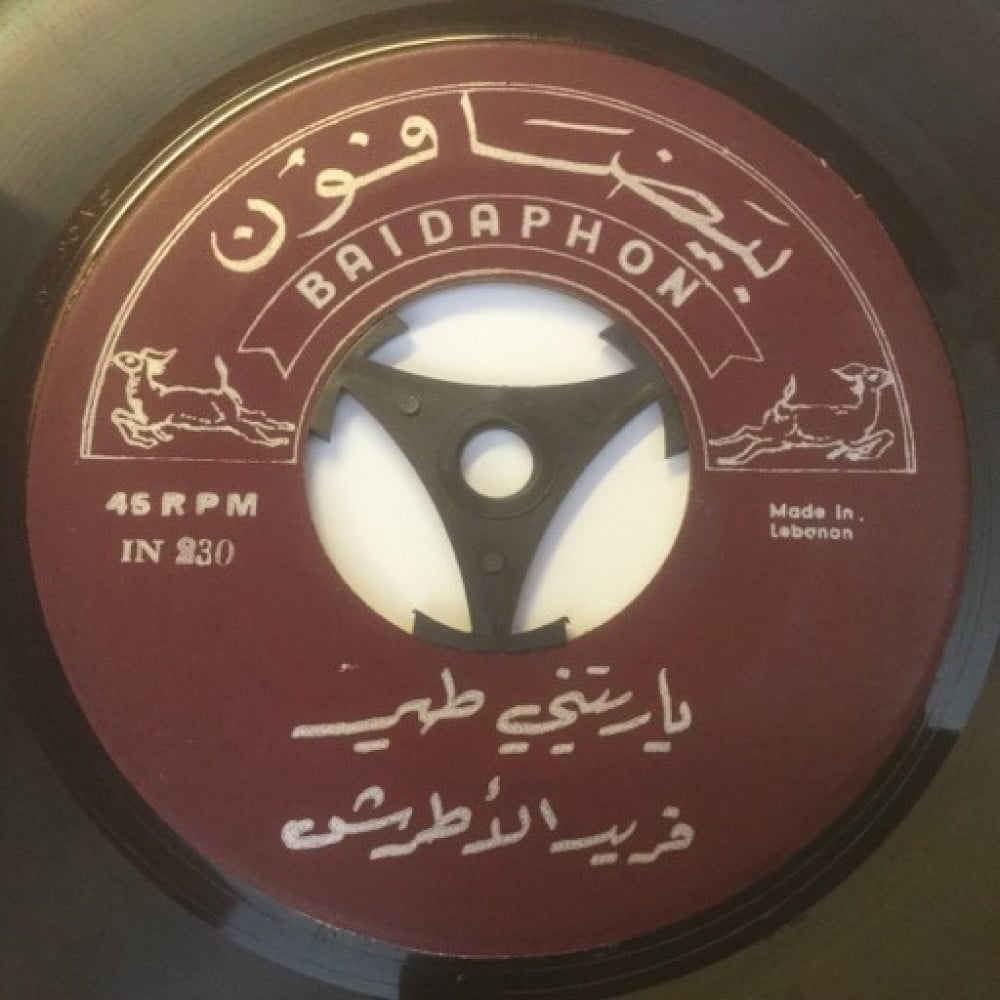 بيضافون
BAIDAPHON
45 RPM
IN 230
Made in
Lebanon
ياريتني طير
فريد الأطرش